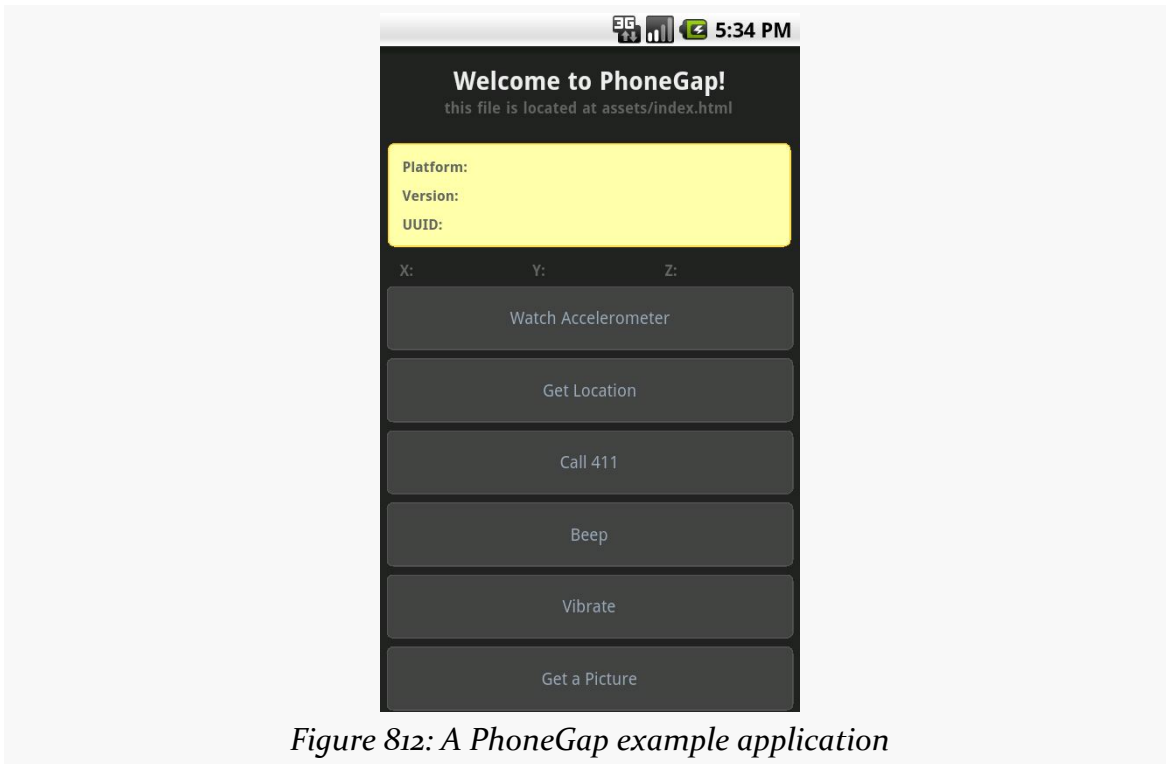 3G 5:34 PM
Welcome to PhoneGap!
this file is located at assets/index.html
Platform:
Version:
UUID:
X: Y: Z:
Watch Accelerometer
Get Location
Call 411
Beep
Vibrate
Get a Picture
Figure 812: A PhoneGap example application